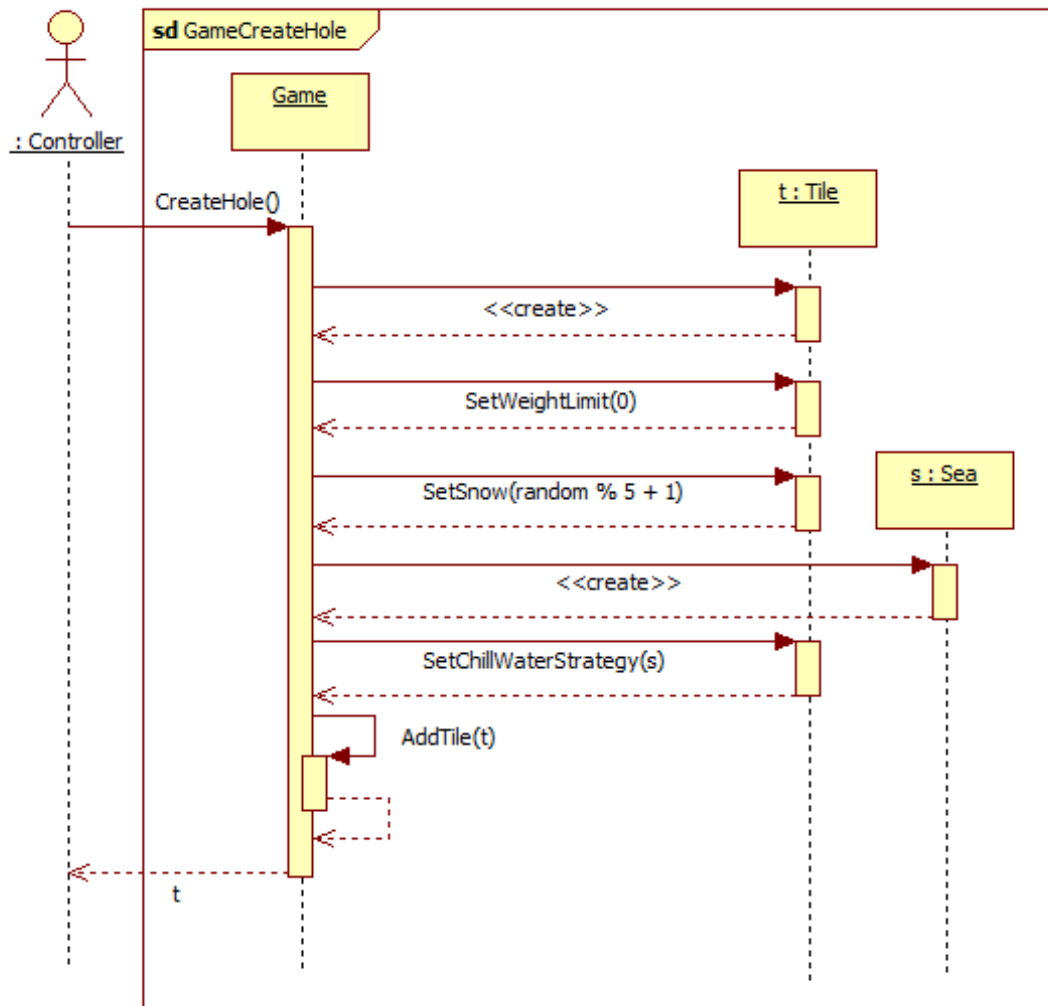 sd GameCreateHole
Game
: Controller
t : Tile
CreateHole()
<<create>>
SetWeightLimit(0)
s : Sea
SetSnow(random % 5 + 1)
<<create>>
SetChillWaterStrategy(s)
AddTile(t)
t